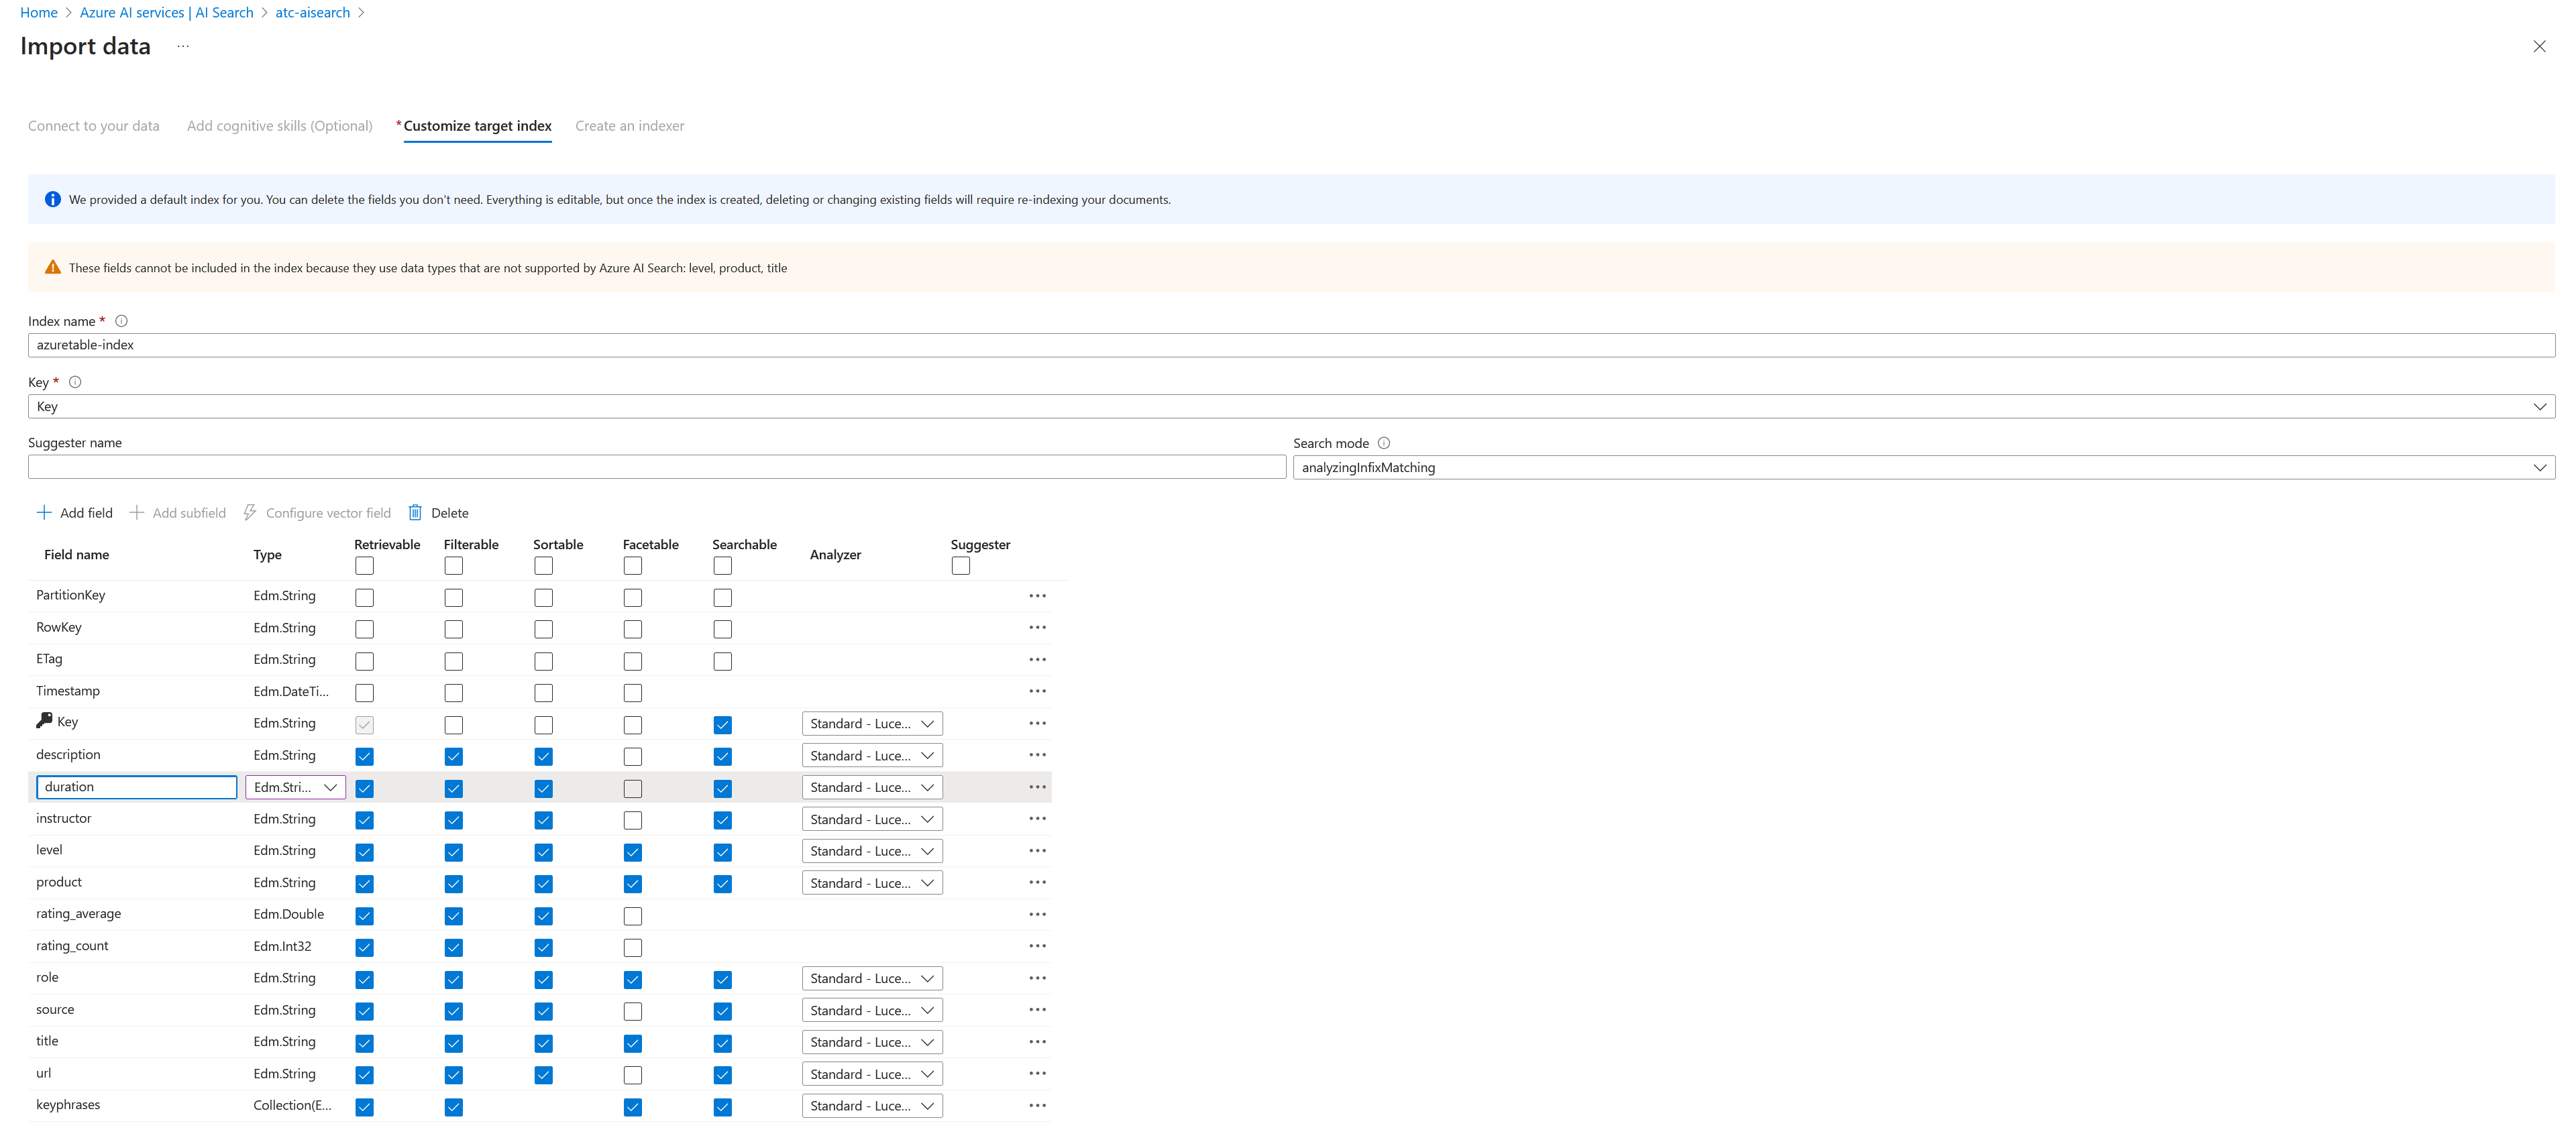 Home > Azure AI services | AI Search > atc-aisearch >
Import data ...
Connect to your data Add cognitive skills (Optional) * Customize target index Create an indexer
We provided a default index for you. You can delete the fields you don't need. Everything is editable, but once the index is created, deleting or changing existing fields will require re-indexing your documents.
These fields cannot be included in the index because they use data types that are not supported by Azure AI Search: level, product, title
Index name *
azuretable-index
Key *
Key
Suggester name Search mode
analyzingInfixMatching
Add field Add subfield Configure vector field Delete
Field name Type Retrievable Filterable Sortable Facetable Searchable Analyzer Suggester
PartitionKey Edm.String
RowKey Edm.String
ETag Edm.String
Timestamp Edm.DateTi...
Key Edm.String Standard - Luce...
description Edm.String Standard - Luce...
duration Edm.Stri... Standard - Luce...
instructor Edm.String Standard - Luce...
level Edm.String Standard - Luce...
product Edm.String Standard - Luce...
rating_average Edm.Double
rating_count Edm.Int32
role Edm.String Standard - Luce...
source Edm.String Standard - Luce...
title Edm.String Standard - Luce...
url Edm.String Standard - Luce...
keyphrases Collection(E... Standard - Luce...